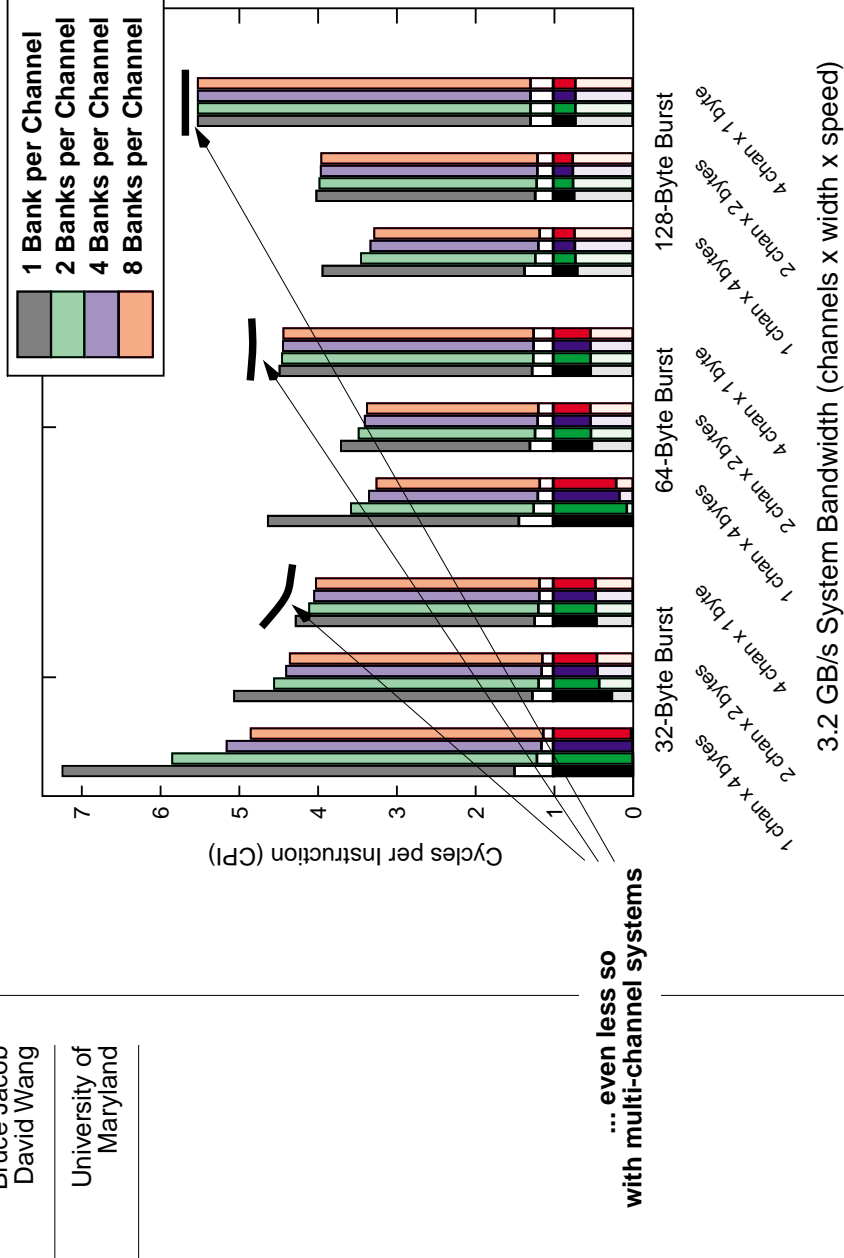 Bruce Jacob
David Wang
University of
Maryland
1 Bank per Channel
2 Banks per Channel
4 Banks per Channel
8 Banks per Channel
Cycles per Instruction (CPI)
7
6
5
4
3
2
1
0
32-Byte Burst
64-Byte Burst
128-Byte Burst
1 chan x 4 bytes
2 chan x 2 bytes
4 chan x 1 byte
1 chan x 4 bytes
2 chan x 2 bytes
4 chan x 1 byte
1 chan x 4 bytes
2 chan x 2 bytes
4 chan x 1 byte
3.2 GB/s System Bandwidth (channels x width x speed)
... even less so
with multi-channel systems